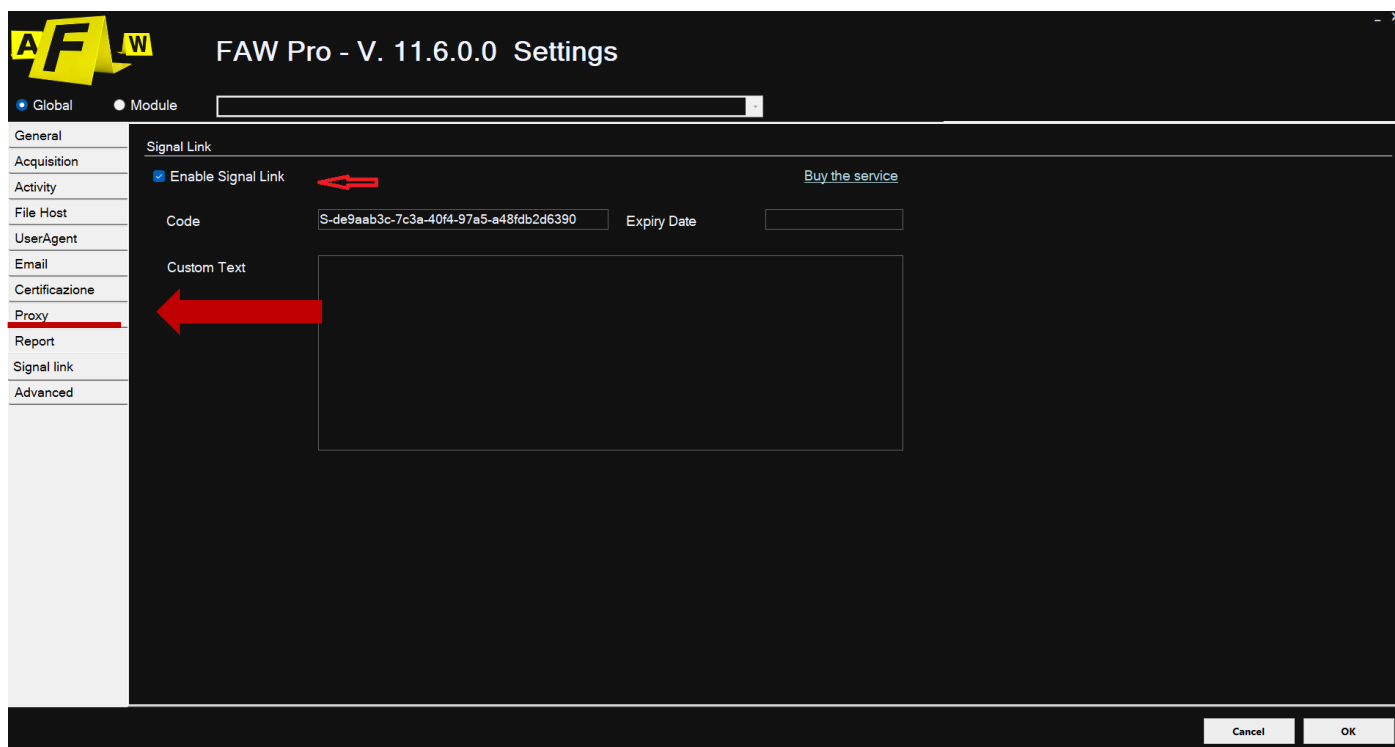 A F W
FAW Pro - V. 11.6.0.0 Settings
Global Module
General
Acquisition
Activity
File Host
UserAgent
Email
Certificazione
Proxy
Report
Signal link
Advanced
Signal Link
Enable Signal Link Buy the service
Code S-de9aab3c-7c3a-40f4-97a5-a48fdb2d6390 Expiry Date
Custom Text
Cancel OK